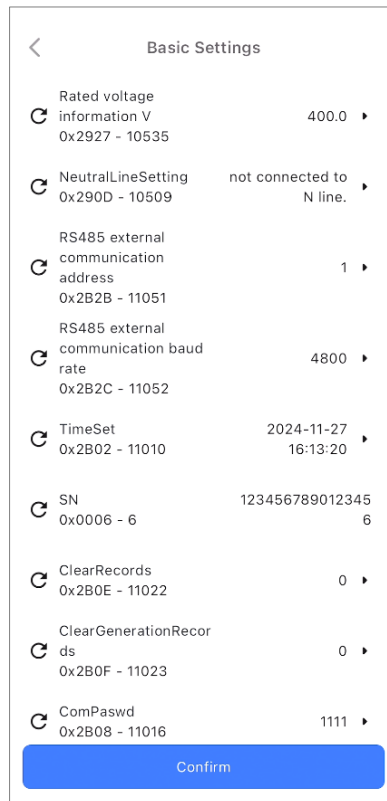 Basic Settings
Rated voltage
information V
0x2927 - 10535
400.0
NeutralLineSetting
0x290D - 10509
not connected to
N line.
RS485 external
communication
address
0x2B2B - 11051
1
RS485 external
communication baud
rate
0x2B2C - 11052
4800
TimeSet
0x2B02 - 11010
2024-11-27
16:13:20
SN
0x0006 - 6
123456789012345
6
ClearRecords
0x2B0E - 11022
0
ClearGenerationRecor
ds
0x2B0F - 11023
0
ComPaswd
0x2B08 - 11016
1111
Confirm